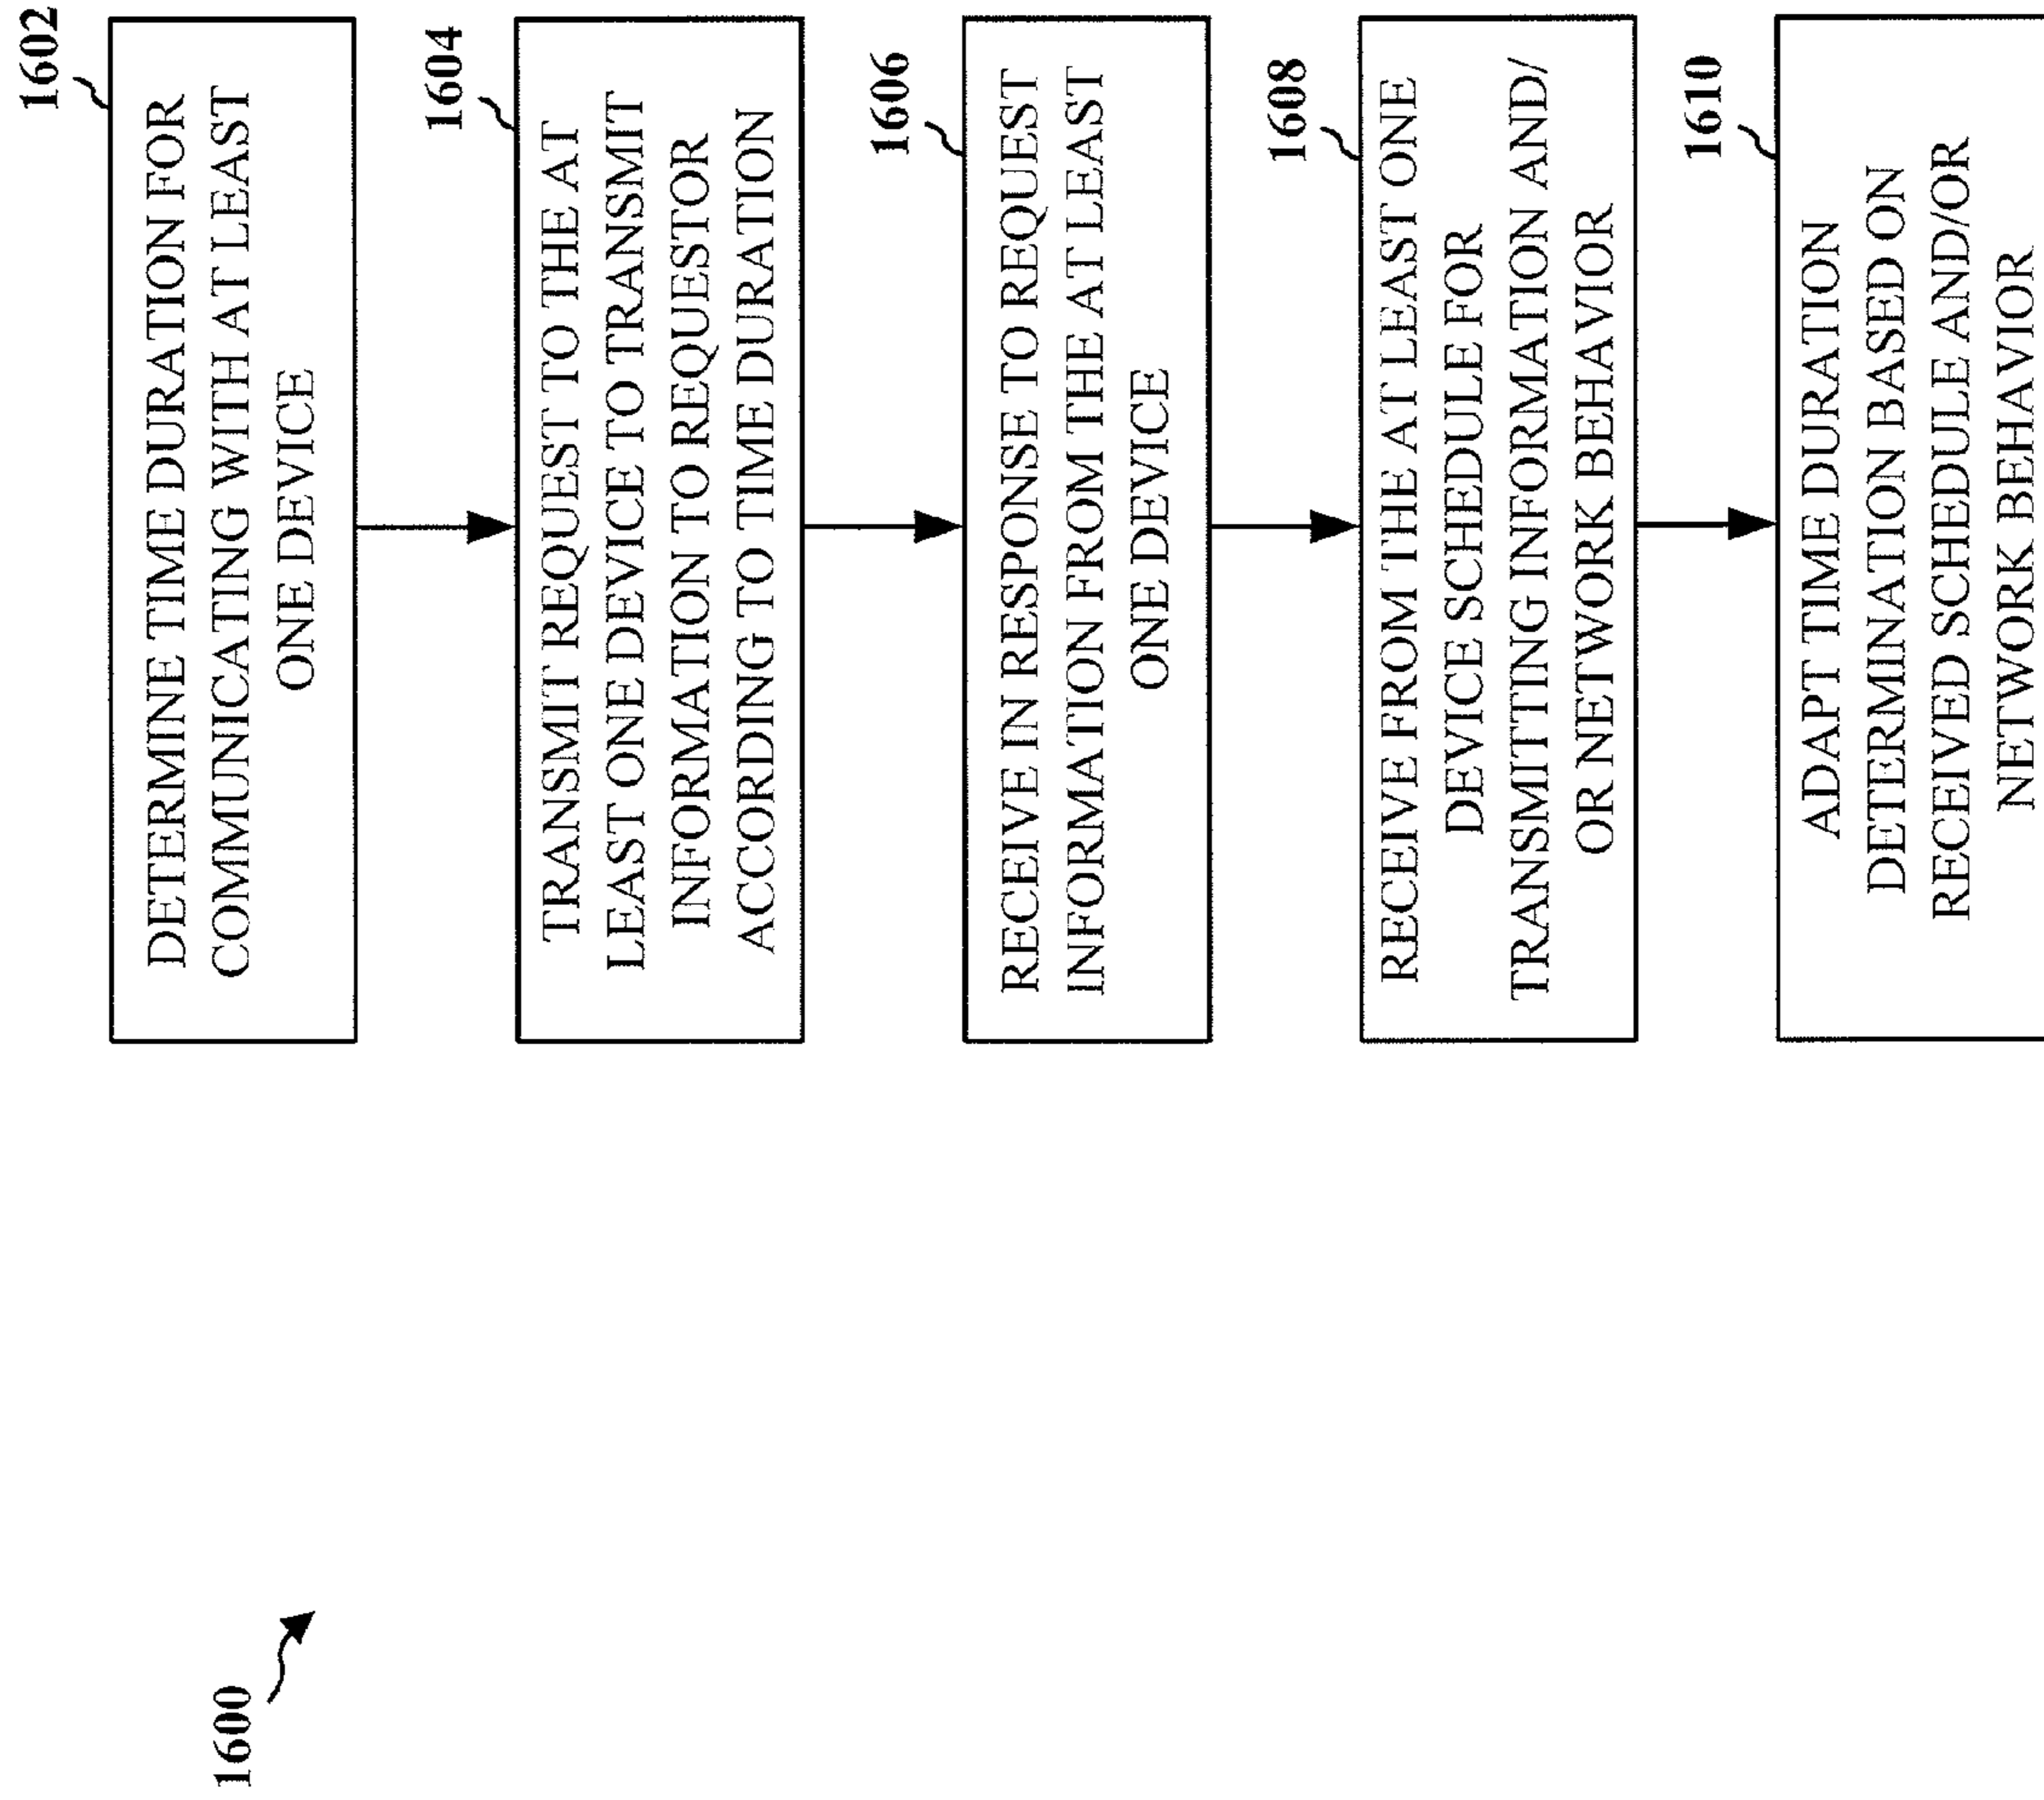 1600
1602
DETERMINE TIME DURATION FOR
COMMUNICATING WITH AT LEAST
ONE DEVICE
1604
TRANSMIT REQUEST TO THE AT
LEAST ONE DEVICE TO TRANSMIT
INFORMATION TO REQUESTOR
ACCORDING TO TIME DURATION
1606
RECEIVE IN RESPONSE TO REQUEST
INFORMATION FROM THE AT LEAST
ONE DEVICE
1608
RECEIVE FROM THE AT LEAST ONE
DEVICE SCHEDULE FOR
TRANSMITTING INFORMATION AND/
OR NETWORK BEHAVIOR
1610
ADAPT TIME DURATION
DETERMINATION BASED ON
RECEIVED SCHEDULE AND/OR
NETWORK BEHAVIOR